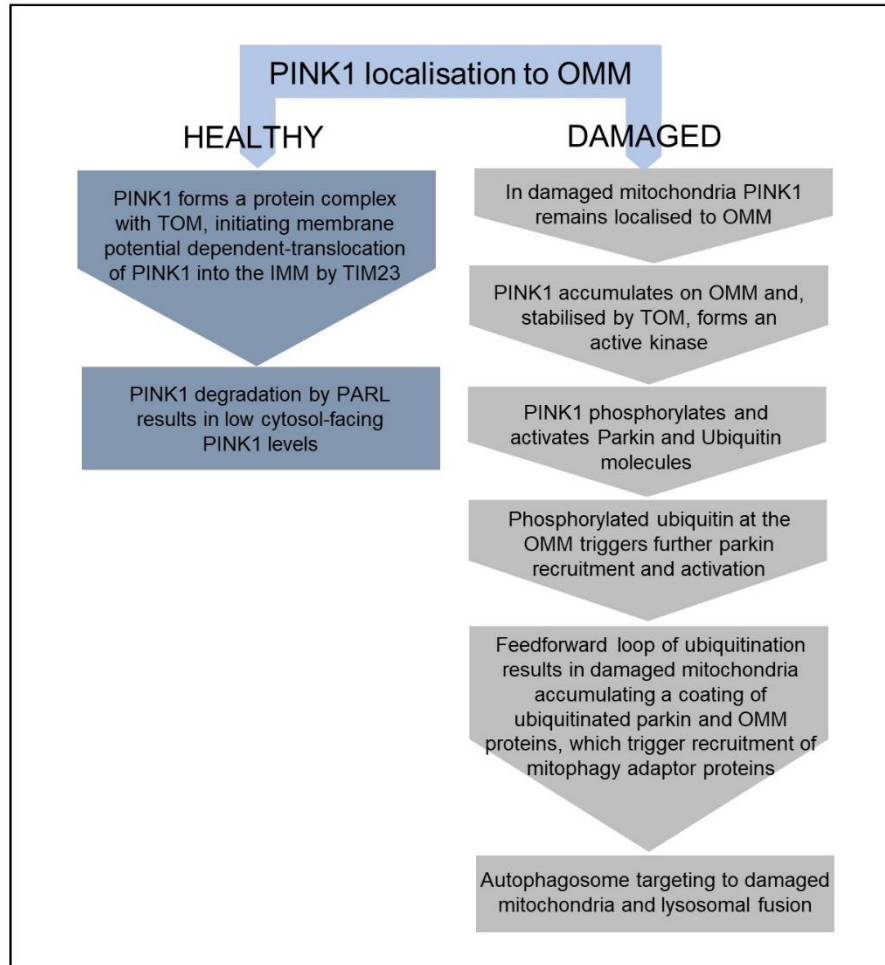 PINK1 localisation to OMM
HEALTHY
PINK1 forms a protein complex
with TOM, initiating membrane
potential dependent-translocation
of PINK1 into the IMM by TIM23
PINK1 degradation by PARL
results in low cytosol-facing
PINK1 levels
DAMAGED
In damaged mitochondria PINK1
remains localised to OMM
PINK1 accumulates on OMM and,
stabilised by TOM, forms an
active kinase
PINK1 phosphorylates and
activates Parkin and Ubiquitin
molecules
Phosphorylated ubiquitin at the
OMM triggers further parkin
recruitment and activation
Feedforward loop of ubiquitination
results in damaged mitochondria
accumulating a coating of
ubiquitinated parkin and OMM
proteins, which trigger recruitment of
mitophagy adaptor proteins
Autophagosome targeting to damaged
mitochondria and lysosomal fusion